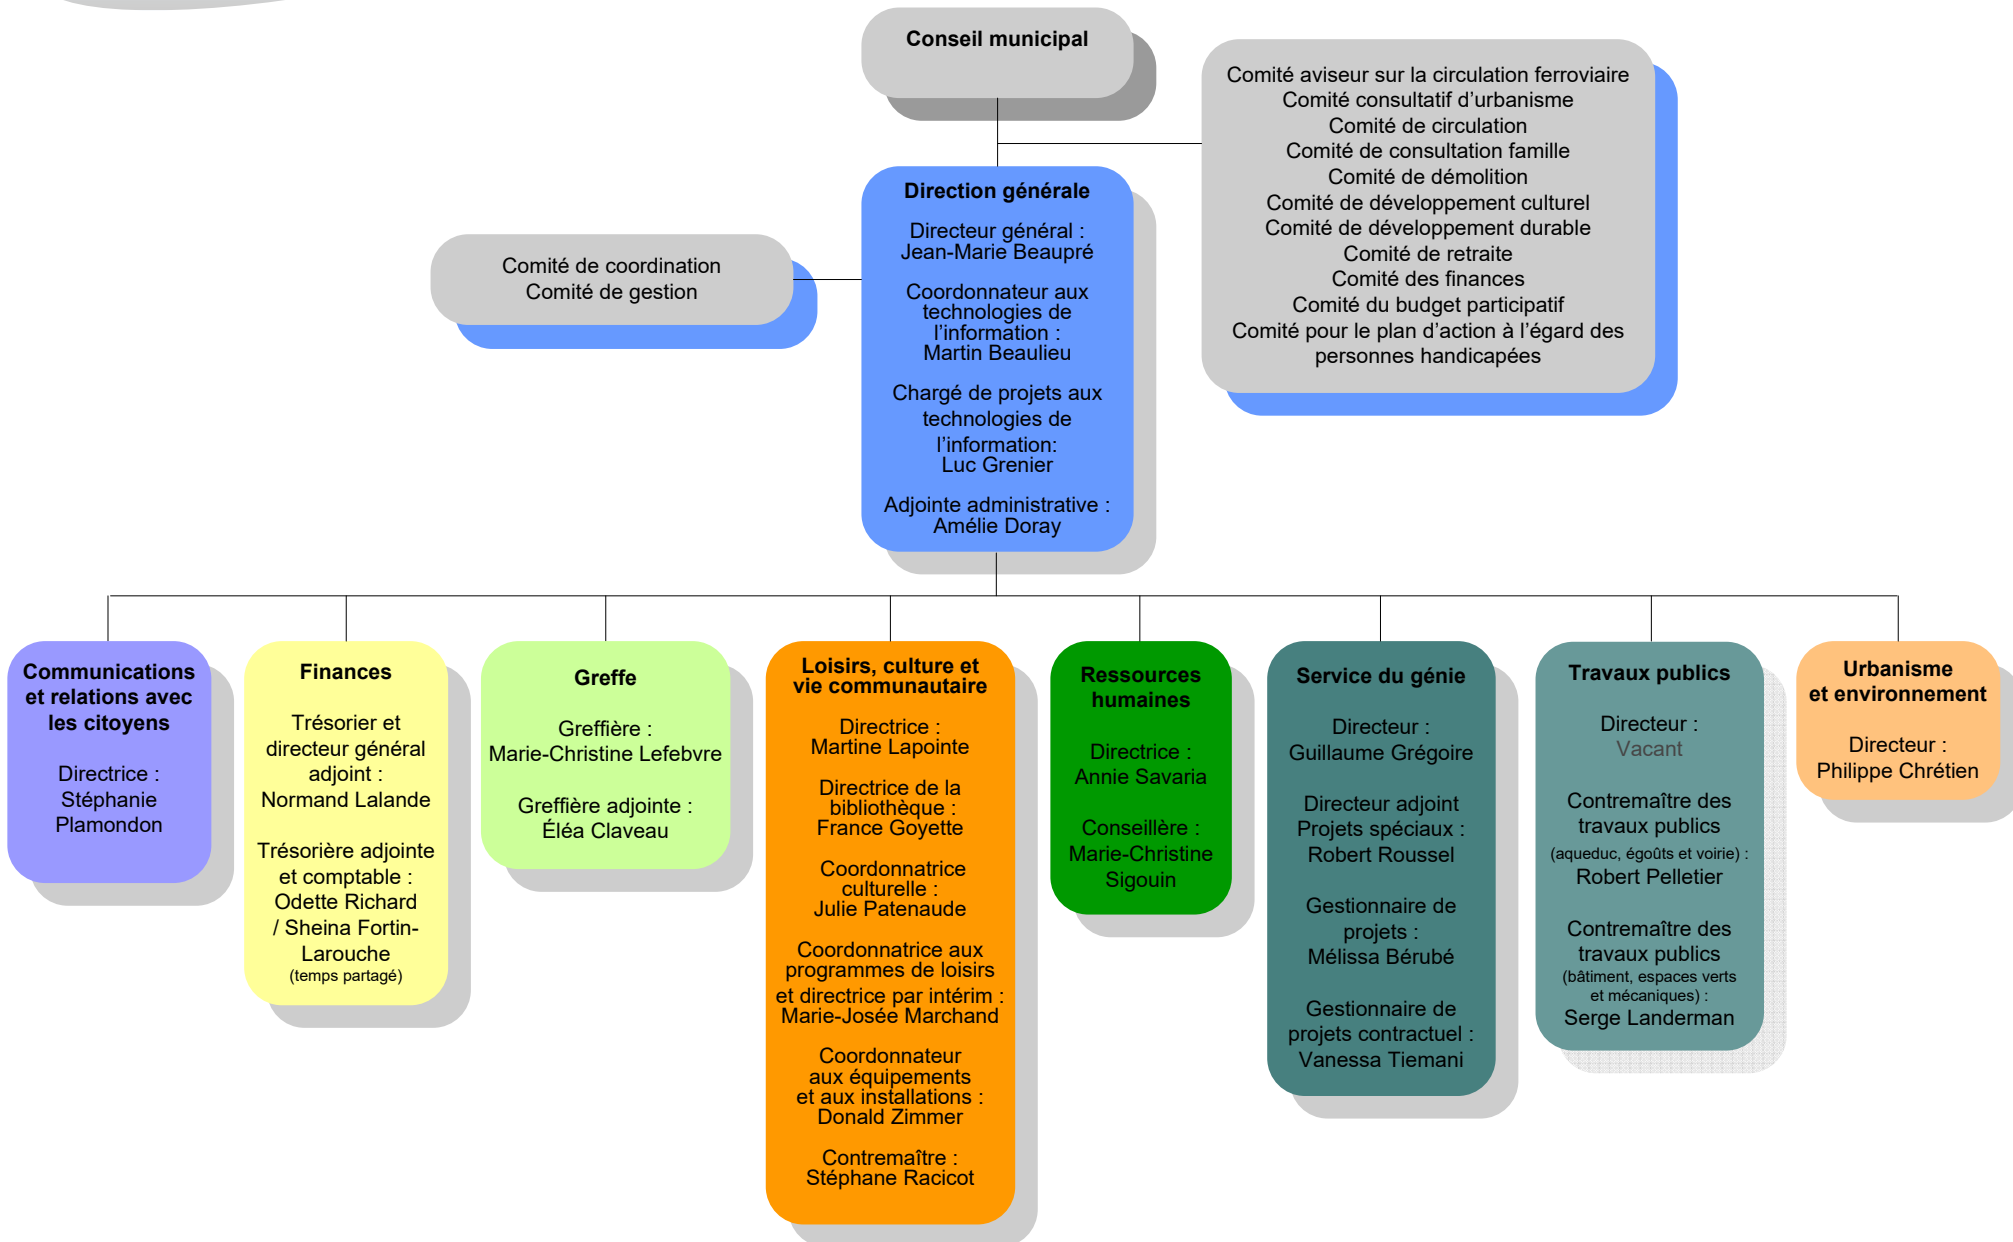 Conseil municipal
Comité aviseur sur la circulation ferroviaire
Comité consultatif d’urbanisme
Comité de circulation
Comité de consultation famille
Comité de démolition
Comité de développement culturel
Comité de développement durable
Comité de retraite
Comité des finances
Comité du budget participatif
Comité pour le plan d’action à l’égard des
personnes handicapées
Direction générale
Directeur général :
Jean-Marie Beaupré
Coordonnateur aux
technologies de
l’information :
Martin Beaulieu
Chargé de projets aux
technologies de
l’information:
Luc Grenier
Adjointe administrative :
Amélie Doray
Comité de coordination
Comité de gestion
Communications
et relations avec
les citoyens
Directrice :
Stéphanie
Plamondon
Finances
Trésorier et
directeur général
adjoint :
Normand Lalande
Trésorière adjointe
et comptable :
Odette Richard
/ Sheina Fortin-
Larouche
(temps partagé)
Greffe
Greffière :
Marie-Christine Lefebvre
Greffière adjointe :
Éléa Claveau
Loisirs, culture et
vie communautaire
Directrice :
Martine Lapointe
Directrice de la
bibliothèque :
France Goyette
Coordonnatrice
culturelle :
Julie Patenaude
Coordonnatrice aux
programmes de loisirs
et directrice par intérim :
Marie-Josée Marchand
Coordonnateur
aux équipements
et aux installations :
Donald Zimmer
Contremaître :
Stéphane Racicot
Ressources
humaines
Directrice :
Annie Savaria
Conseillère :
Marie-Christine
Sigouin
Service du génie
Directeur :
Guillaume Grégoire
Directeur adjoint
Projets spéciaux :
Robert Roussel
Gestionnaire de
projets :
Mélissa Bérubé
Gestionnaire de
projets contractuel :
Vanessa Tiemani
Travaux publics
Directeur :
Vacant
Contremaître des
travaux publics
(aqueduc, égoûts et voirie) :
Robert Pelletier
Contremaître des
travaux publics
(bâtiment, espaces verts
et mécaniques) :
Serge Landerman
Urbanisme
et environnement
Directeur :
Philippe Chrétien